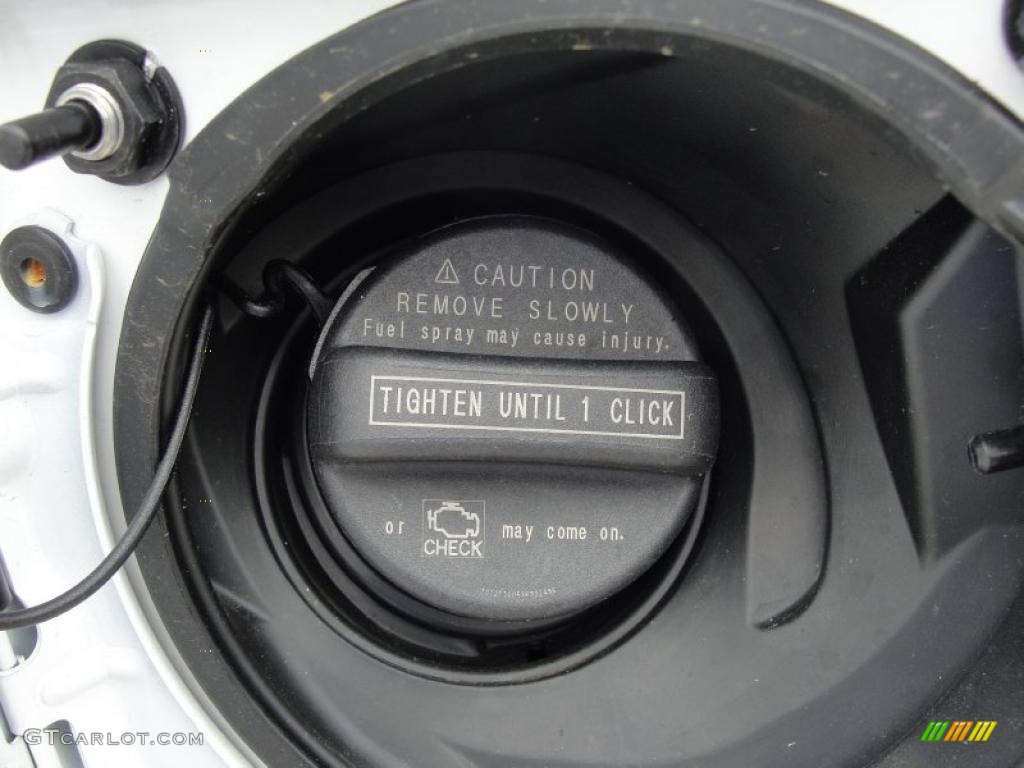 ⚠ CAUTION
REMOVE SLOWLY
Fuel spray may cause injury.
TIGHTEN UNTIL 1 CLICK
or CHECK may come on.
GTCARLOT.COM